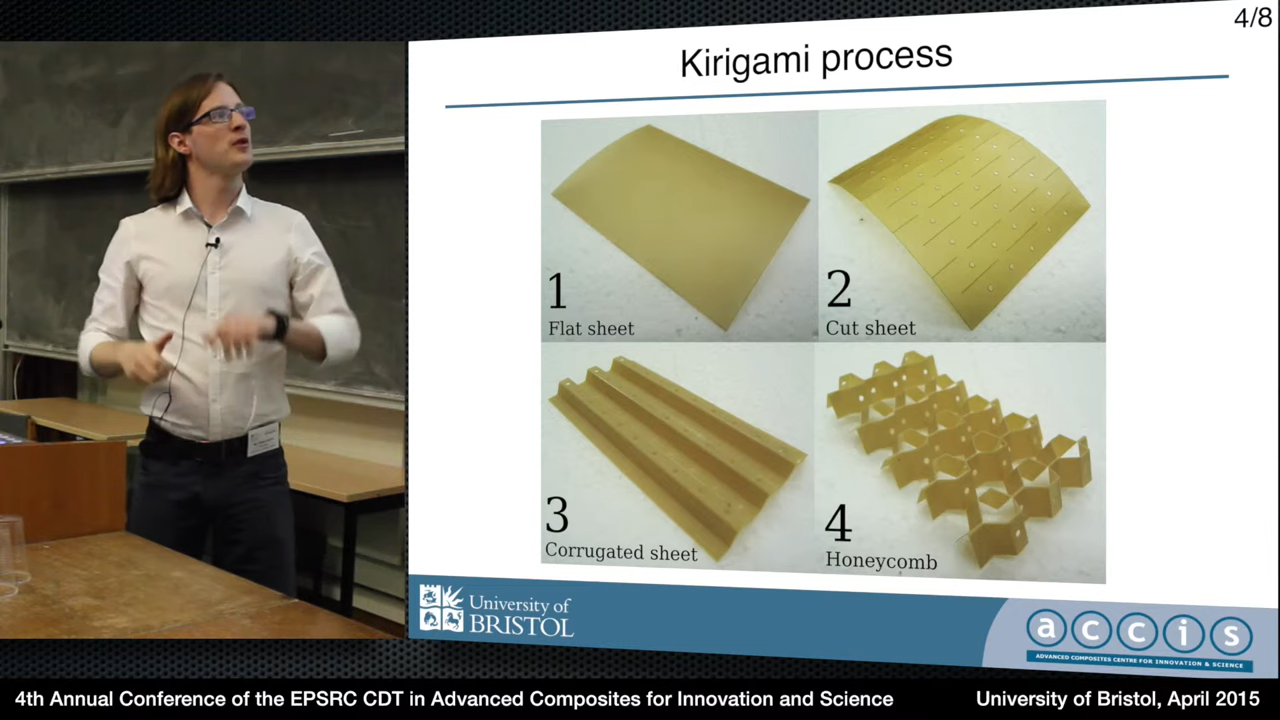 4/8
Kirigami process
1
Flat sheet
2
Cut sheet
3
Corrugated sheet
4
Honeycomb
University of
BRISTOL
accis
ADVANCED COMPOSITES CENTRE FOR INNOVATION & SCIENCE
4th Annual Conference of the EPSRC CDT in Advanced Composites for Innovation and Science
University of Bristol, April 2015